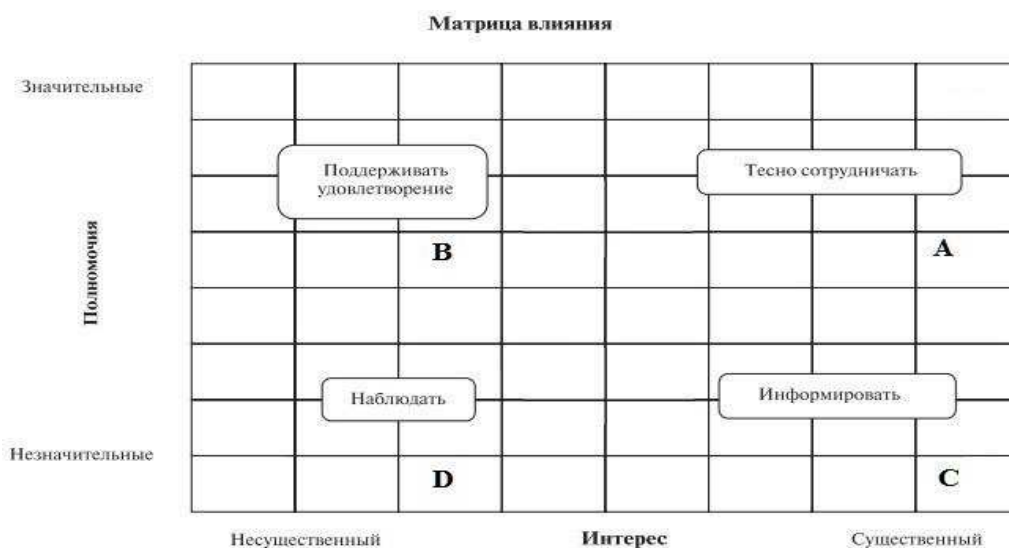 Матрица влияния
Значительные
Поддерживать
удовлетворение
Тесно сотрудничать
B
A
Полномочия
Наблюдать
Информировать
Незначительные
D
C
Несущественный
Интерес
Существенный